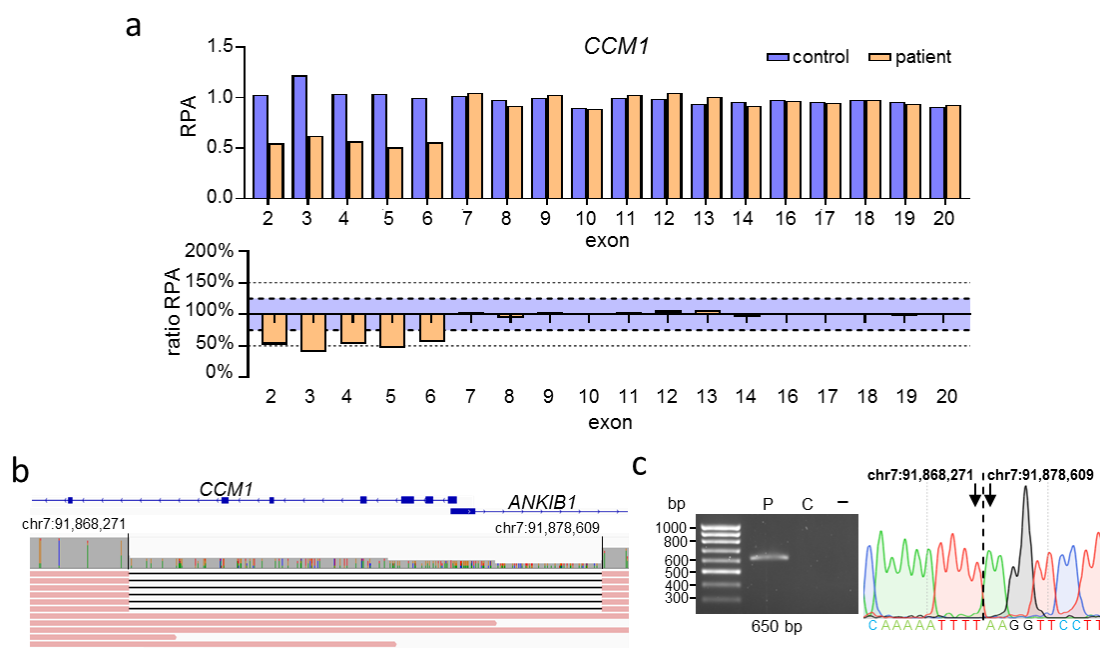 a
CCM1
control patient
RPA
1.5
1.0
0.5
0.0
2 3 4 5 6 7 8 9 10 11 12 13 14 16 17 18 19 20
exon
ratio RPA
200%
150%
100%
50%
0%
2 3 4 5 6 7 8 9 10 11 12 13 14 16 17 18 19 20
exon
b
CCM1
ANKIB1
chr7:91,868,271
chr7:91,878,609
c
bp P C –
1000
800
600
500
400
300
650 bp
chr7:91,868,271 chr7:91,878,609
CAAAAATTTTAAGGTTCCTT